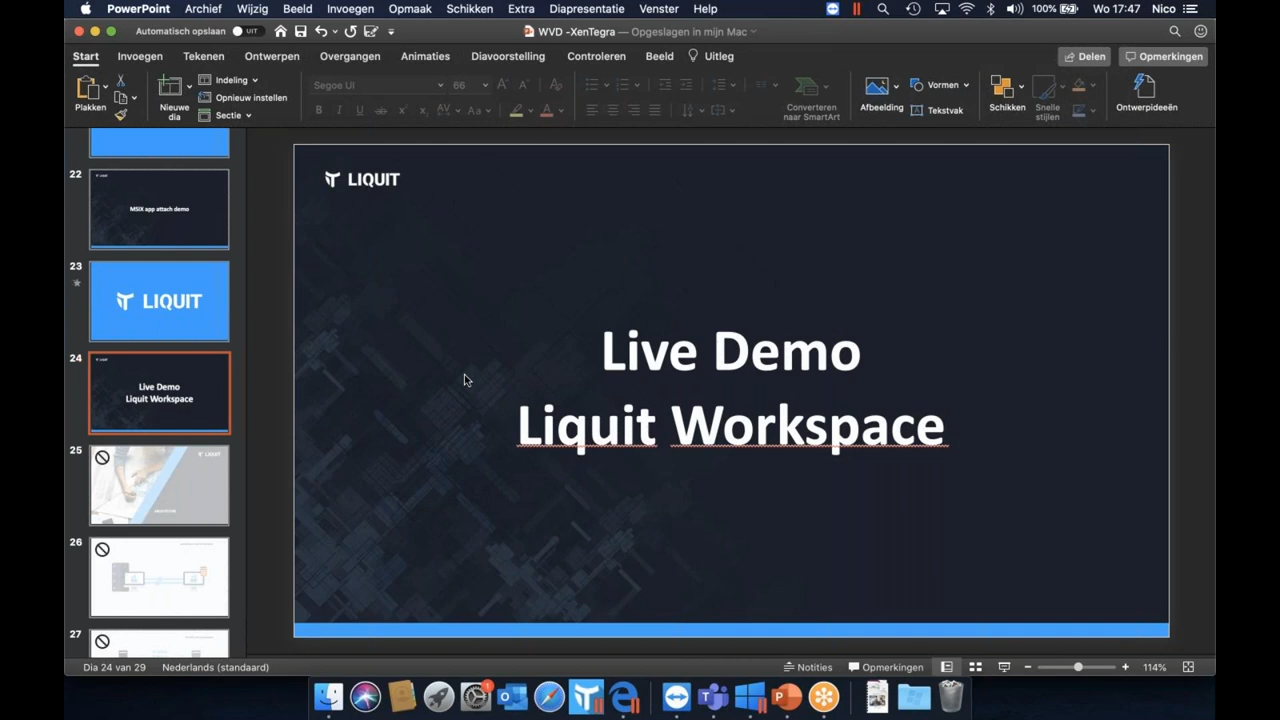 PowerPoint Archief Wijzig Beeld Invoegen Opmaak Schikken Extra Diapresentatie Venster Help 100% Wo 17:47 Nico
Automatisch opslaan UIT WVD -XenTegra — Opgeslagen in mijn Mac
Start Invoegen Tekenen Ontwerpen Overgangen Animaties Diavoorstelling Controleren Beeld Uitleg Delen Opmerkingen
Plakken
Nieuwe dia
Indeling
Opnieuw instellen
Sectie
Segoe UI 66
Converteren naar SmartArt
Afbeelding
Vormen
Tekstvak
Schikken
Snelle stijlen
Ontwerpideeën
22
MSIX app attach demo
23
LIQUIT
24
Live Demo
Liquit Workspace
25
LIQUIT
26
27
LIQUIT
Live Demo
Liquit Workspace
Dia 24 van 29 Nederlands (standaard) Notities Opmerkingen 114%
1